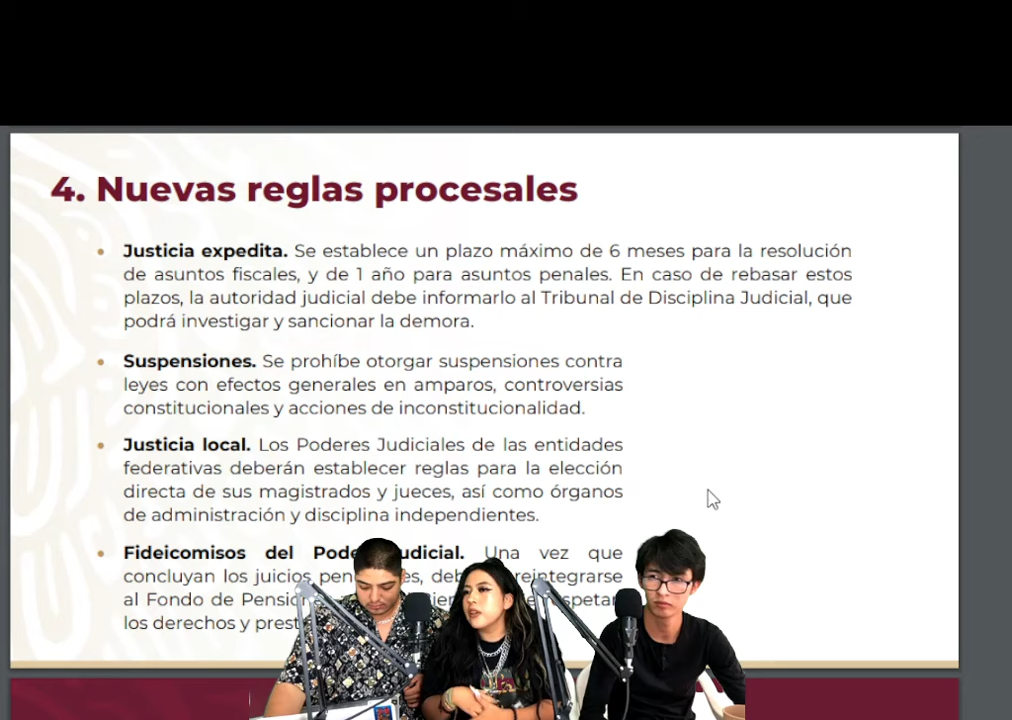 4. Nuevas reglas procesales
• Justicia expedita. Se establece un plazo máximo de 6 meses para la resolución
de asuntos fiscales, y de 1 año para asuntos penales. En caso de rebasar estos
plazos, la autoridad judicial debe informarlo al Tribunal de Disciplina Judicial, que
podrá investigar y sancionar la demora.
• Suspensiones. Se prohíbe otorgar suspensiones contra
leyes con efectos generales en amparos, controversias
constitucionales y acciones de inconstitucionalidad.
• Justicia local. Los Poderes Judiciales de las entidades
federativas deberán establecer reglas para la elección
directa de sus magistrados y jueces, así como órganos
de administración y disciplina independientes.
• Fideicomisos del Poder Judicial. Una vez que
concluyan los juicios reintegrarse
al Fondo de
los derechos y